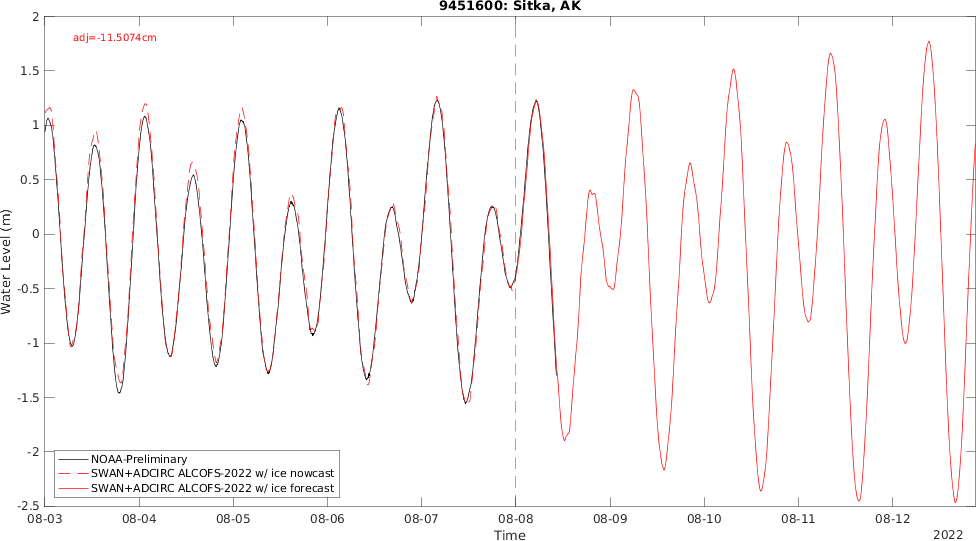 9451600: Sitka, AK
adj=-11.5074cm
2
1.5
1
0.5
0
-0.5
-1
-1.5
-2
-2.5
Water Level (m)
NOAA-Preliminary
SWAN+ADCIRC ALCOFS-2022 w/ ice nowcast
SWAN+ADCIRC ALCOFS-2022 w/ ice forecast
08-03 08-04 08-05 08-06 08-07 08-08 08-09 08-10 08-11 08-12
Time
2022